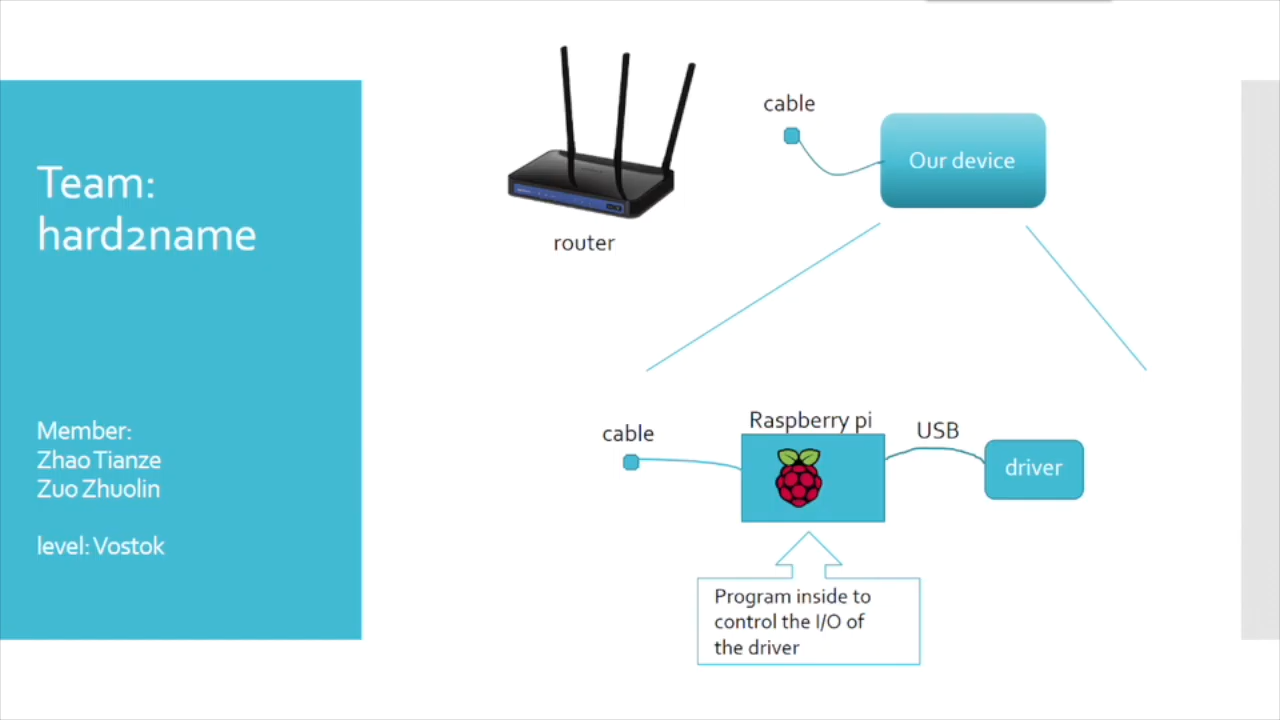 Team:
hard2name
Member:
Zhao Tianze
Zuo Zhuolin
level: Vostok
cable
Our device
router
Raspberry pi
cable
USB
driver
Program inside to
control the I/O of
the driver